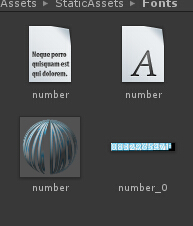 Assets ▸ StaticAssets ▸ Fonts
Neque porro
quisquam est
qui dolorem.
A
number
number
number
number_0